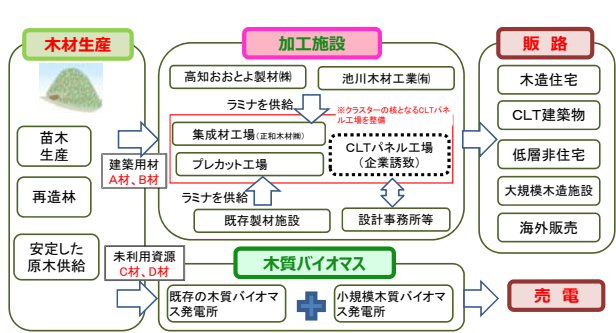 木材生産
苗木
生産
再造林
安定した
原木供給
建築用材
A材、B材
未利用資源
C材、D材
加工施設
高知おおとよ製材㈱
池川木材工業㈲
ラミナを供給
※クラスターの核となるCLTパネ
ル工場を整備
集成材工場(正和木材㈱)
プレカット工場
CLTパネル工場
(企業誘致)
ラミナを供給
既存製材施設
設計事務所等
木質バイオマス
既存の木質バイオマ
ス発電所
小規模木質バイオマ
ス発電所
販路
木造住宅
CLT建築物
低層非住宅
大規模木造施設
海外販売
売電